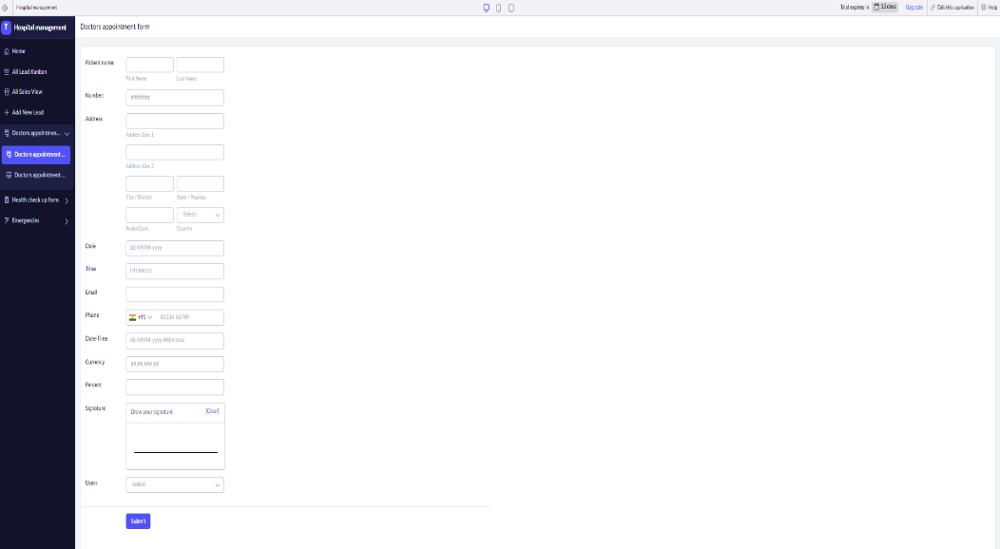 Hospital management
Trial expires in 13 days Upgrade Edit this application Help
T Hospital management
Doctors appointment form
Home
All Lead Kanban
All Sales View
Add New Lead
Doctors appointmen...
Doctors appointment ...
Doctors appointment ...
Health check up form
Emergencies
Patient name
First Name Last Name
Number
#######
Address
Address Line 1
Address Line 2
City / District State / Province
-Select-
Postal Code Country
Date dd-MMM-yyyy
Time HH:mm:ss
Email
Phone +91 81234 56789
Date-Time dd-MMM-yyyy HH:mm:ss
Currency ##,##,###.##
Percent
Signature Draw your signature [Clear]
Users -Select-
Submit